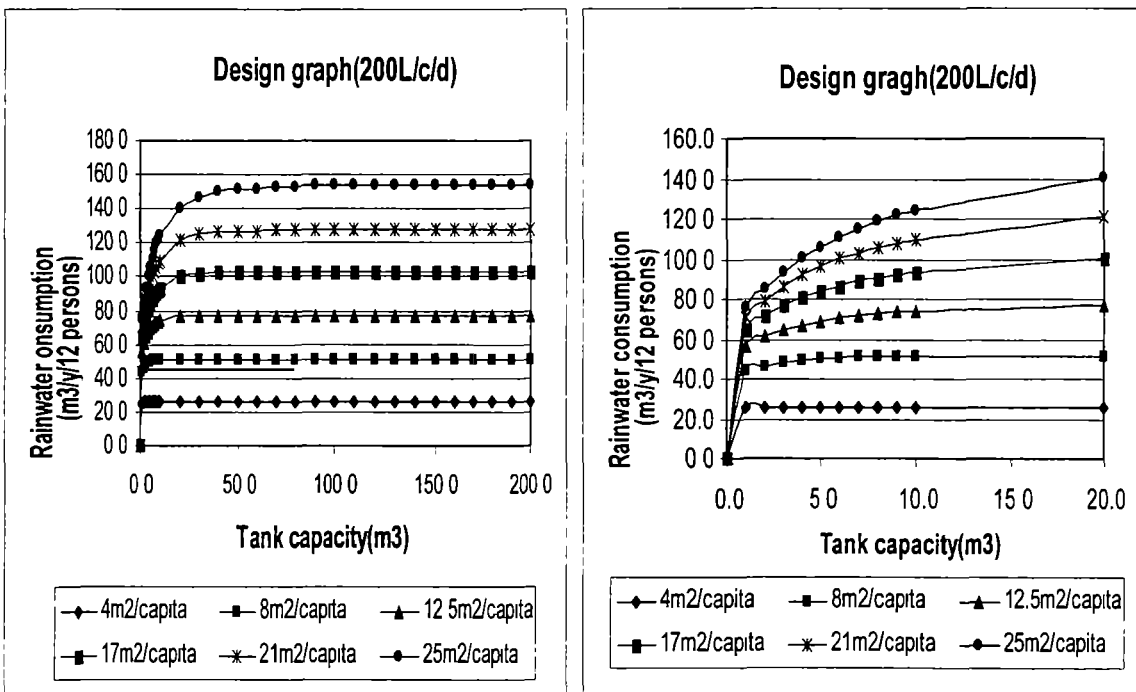 Design graph(200L/c/d)
Rainwater onsumption
(m3/y/12 persons)
180 0
160 0
140 0
120 0
100 0
80 0
60 0
40 0
20 0
0 0
0 0 50 0 100 0 150 0 200 0
Tank capacity(m3)
4m2/capita 8m2/capita 12 5m2/capita
17m2/capita 21m2/capita 25m2/capita
Design gragh(200L/c/d)
Rainwater consumption
(m3/y/12 persons)
160.0
140.0
120.0
100.0
80.0
60.0
40.0
20.0
0 0
0.0 5 0 10.0 15 0 20.0
Tank capacity(m3)
4m2/capita 8m2/capita 12.5m2/capita
17m2/capita 21m2/capita 25m2/capita